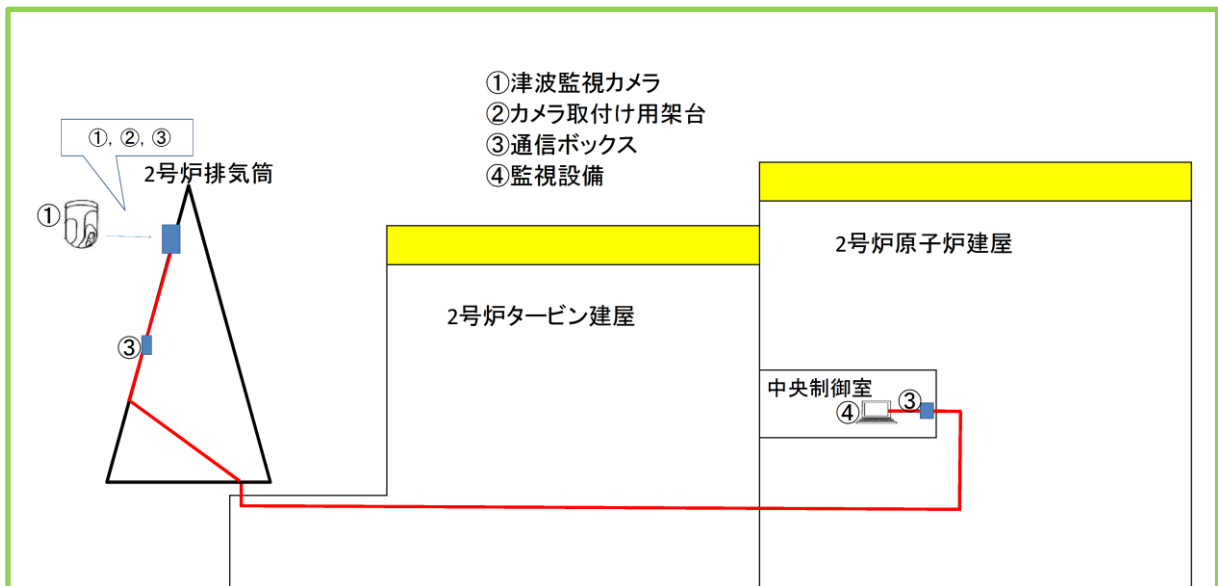 ①津波監視カメラ
②カメラ取付け用架台
③通信ボックス
④監視設備
①, ②, ③
2号炉排気筒
①
③
2号炉タービン建屋
2号炉原子炉建屋
中央制御室
④
③